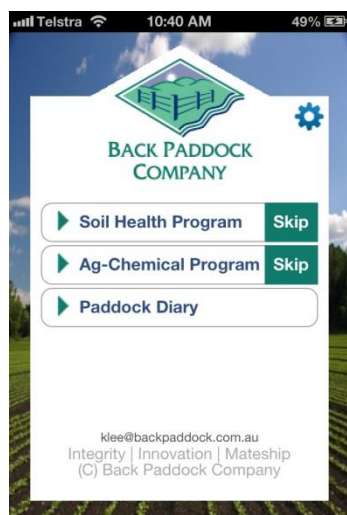 Telstra 10:40 AM 49%
BACK PADDOCK
COMPANY
Soil Health Program Skip
Ag-Chemical Program Skip
Paddock Diary
klee@backpaddock.com.au
Integrity | Innovation | Mateship
(C) Back Paddock Company